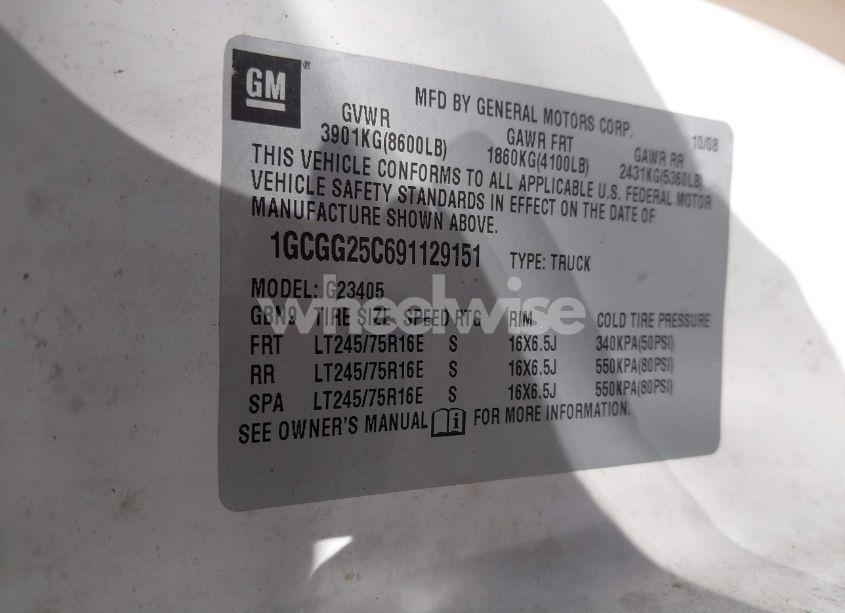 GM ®
MFD BY GENERAL MOTORS CORP.
10/08
GVWR
3901KG(8600LB)
GAWR FRT
1860KG(4100LB)
GAWR RR
2431KG(5360LB)
THIS VEHICLE CONFORMS TO ALL APPLICABLE U.S. FEDERAL MOTOR
VEHICLE SAFETY STANDARDS IN EFFECT ON THE DATE OF
MANUFACTURE SHOWN ABOVE.
1GCGG25C691129151 TYPE: TRUCK
MODEL: G23405
wheelwise
GBN9 TIRE SIZE SPEED RTG RIM COLD TIRE PRESSURE
FRT LT245/75R16E S 16X6.5J 340KPA(50PSI)
RR LT245/75R16E S 16X6.5J 550KPA(80PSI)
SPA LT245/75R16E S 16X6.5J 550KPA(80PSI)
SEE OWNER'S MANUAL i FOR MORE INFORMATION.